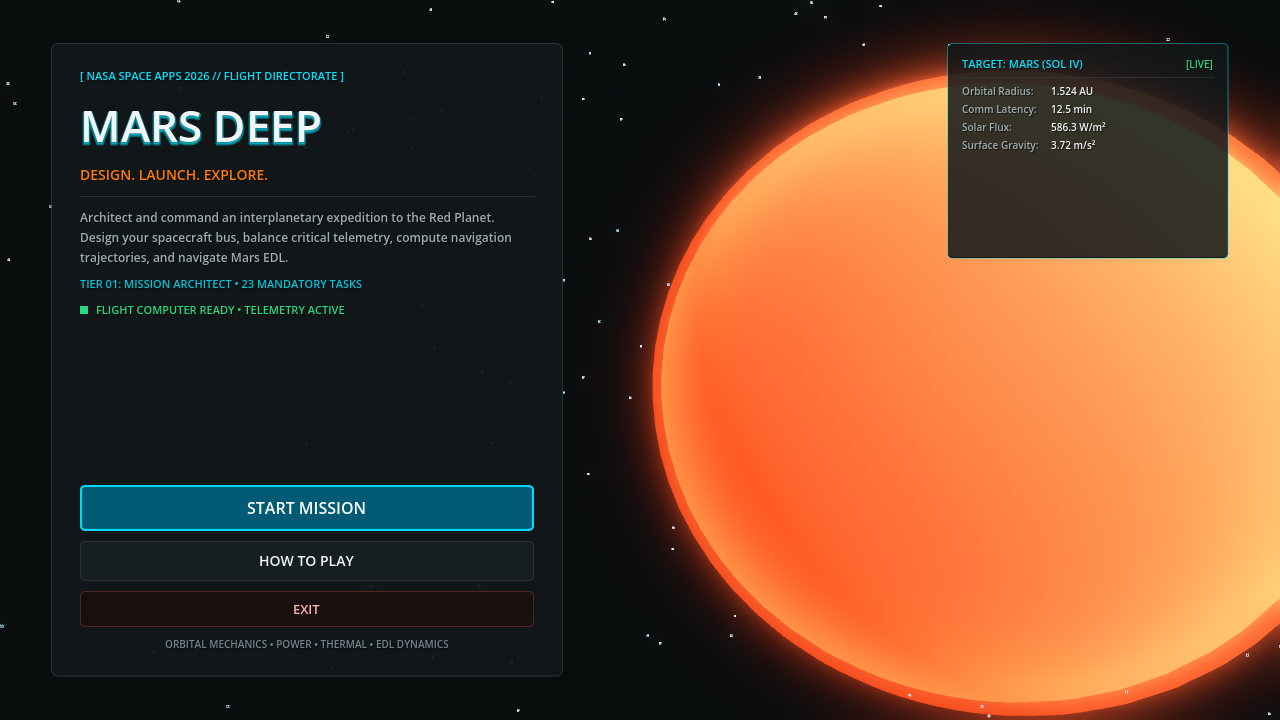 [ NASA SPACE APPS 2026 // FLIGHT DIRECTORATE ]
MARS DEEP
DESIGN. LAUNCH. EXPLORE.
Architect and command an interplanetary expedition to the Red Planet.
Design your spacecraft bus, balance critical telemetry, compute navigation
trajectories, and navigate Mars EDL.
TIER 01: MISSION ARCHITECT • 23 MANDATORY TASKS
FLIGHT COMPUTER READY • TELEMETRY ACTIVE
START MISSION
HOW TO PLAY
EXIT
ORBITAL MECHANICS • POWER • THERMAL • EDL DYNAMICS
TARGET: MARS (SOL IV) [LIVE]
Orbital Radius: 1.524 AU
Comm Latency: 12.5 min
Solar Flux: 586.3 W/m²
Surface Gravity: 3.72 m/s²